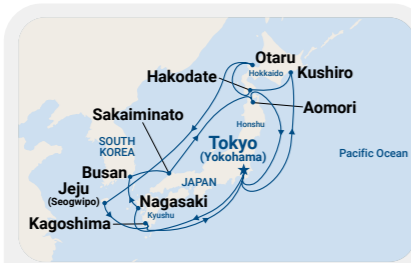 Otaru
Hokkaido
Hakodate
Kushiro
Aomori
Sakaiminato
Honshu
SOUTH
KOREA
Tokyo
(Yokohama)
Pacific Ocean
Busan
JAPAN
Jeju
(Seogwipo)
Nagasaki
Kyushu
Kagoshima